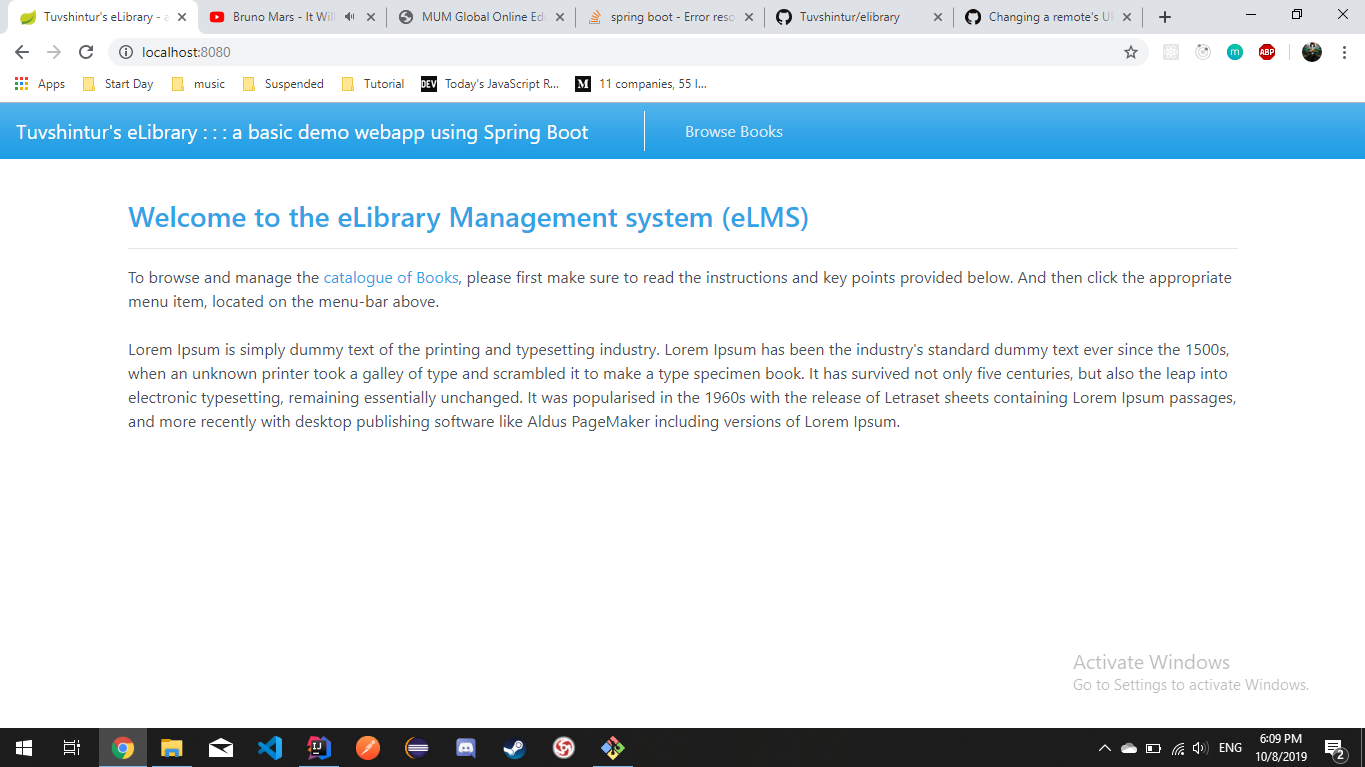 Tuvshintur's eLibrary - a
Bruno Mars - It Will
MUM Global Online Ed
spring boot - Error reso
Tuvshintur/elibrary
Changing a remote's U
localhost:8080
m
ABP
Apps
Start Day
music
Suspended
Tutorial
DEV Today's JavaScript R...
M 11 companies, 55 l...
Tuvshintur's eLibrary : : : a basic demo webapp using Spring Boot
Browse Books
Welcome to the eLibrary Management system (eLMS)
To browse and manage the catalogue of Books, please first make sure to read the instructions and key points provided below. And then click the appropriate
menu item, located on the menu-bar above.
Lorem Ipsum is simply dummy text of the printing and typesetting industry. Lorem Ipsum has been the industry's standard dummy text ever since the 1500s,
when an unknown printer took a galley of type and scrambled it to make a type specimen book. It has survived not only five centuries, but also the leap into
electronic typesetting, remaining essentially unchanged. It was popularised in the 1960s with the release of Letraset sheets containing Lorem Ipsum passages,
and more recently with desktop publishing software like Aldus PageMaker including versions of Lorem Ipsum.
Activate Windows
Go to Settings to activate Windows.
IJ
ENG
6:09 PM
10/8/2019
2